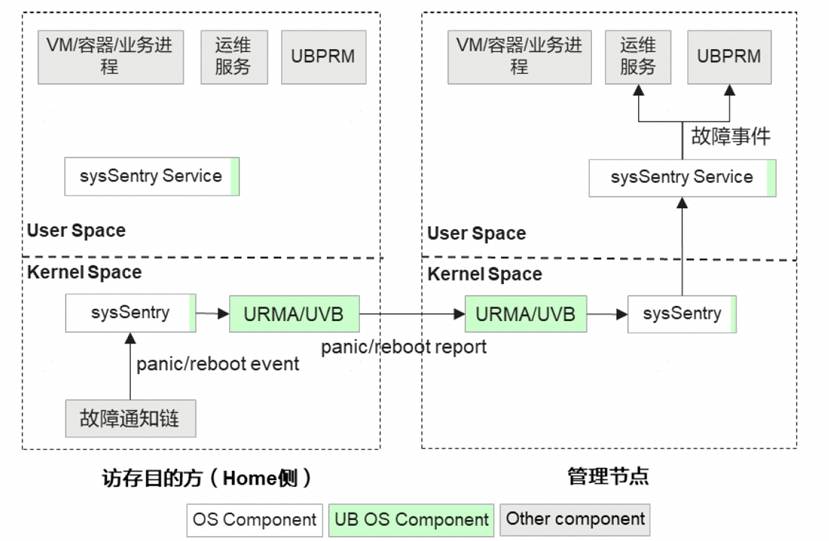 VM/容器/业务进
程
运维
服务
UBPRM
sysSentry Service
User Space
Kernel Space
sysSentry
URMA/UVB
panic/reboot event
故障通知链
访存目的方（Home侧）
panic/reboot report
VM/容器/业务进
程
运维
服务
UBPRM
故障事件
sysSentry Service
User Space
Kernel Space
URMA/UVB
sysSentry
管理节点
OS Component
UB OS Component
Other component